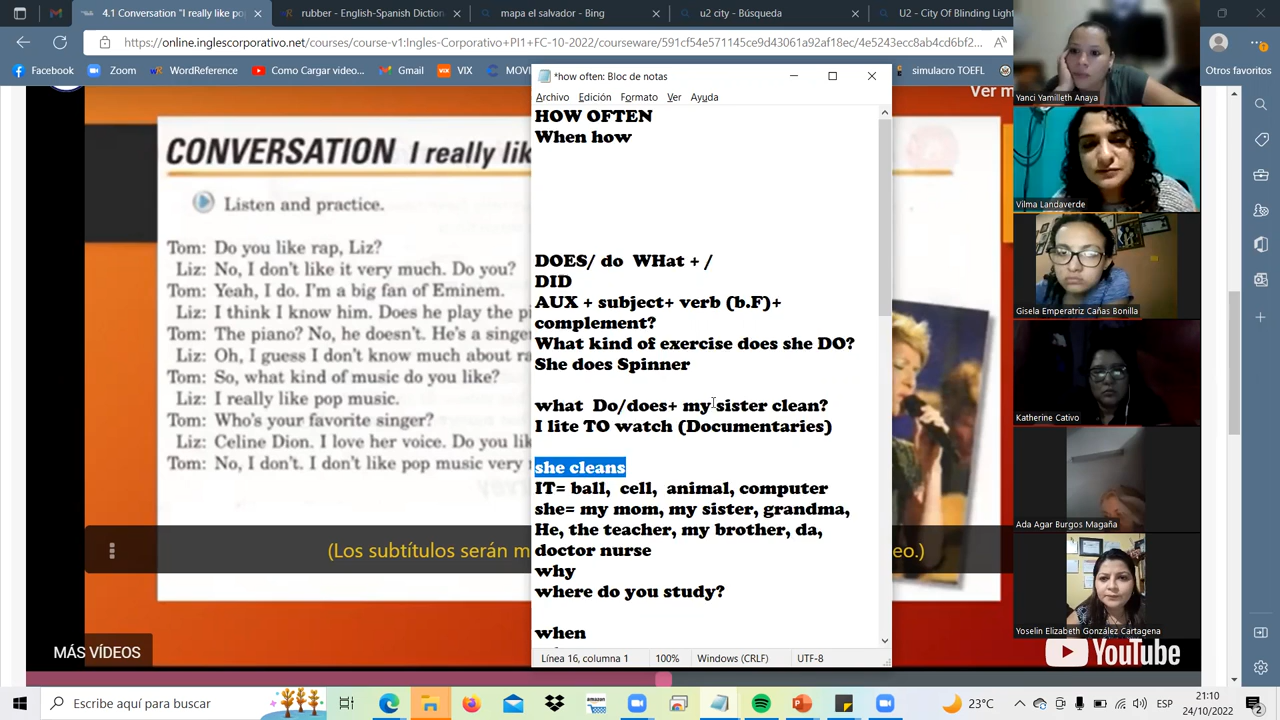 4.1 Conversation "I really like pop
rubber - English-Spanish Diction
mapa el salvador - Bing
u2 city - Búsqueda
U2 - City Of Blinding Light
https://online.inglescorporativo.net/courses/course-v1:Ingles-Corporativo+PI1+FC-10-2022/courseware/591cf54e571145ce9d43061a92af18ec/4e5243ecc8ab4cd6bf2...
Facebook
Zoom
WordReference
Como Cargar video...
Gmail
VIX
MOVI
simulacro TOEFL
Otros favoritos
Ver m
CONVERSATION I really lik
Listen and practice.
Tom: Do you like rap, Liz?
Liz: No, I don't like it very much. Do you?
Tom: Yeah, I do. I'm a big fan of Eminem.
Liz: I think I know him. Does he play the pi
Tom: The piano? No, he doesn't. He's a singer
Liz: Oh, I guess I don't know much about ra
Tom: So, what kind of music do you like?
Liz: I really like pop music.
Tom: Who's your favorite singer?
Liz: Celine Dion. I love her voice. Do you lik
Tom: No, I don't. I don't like pop music very
(Los subtítulos serán m
eo.)
MÁS VÍDEOS
YouTube
*how often: Bloc de notas
Archivo Edición Formato Ver Ayuda
HOW OFTEN
When how
DOES/ do WHat + /
DID
AUX + subject+ verb (b.F)+
complement?
What kind of exercise does she DO?
She does Spinner
what Do/does+ my sister clean?
I lite TO watch (Documentaries)
she cleans
IT= ball, cell, animal, computer
she= my mom, my sister, grandma,
He, the teacher, my brother, da,
doctor nurse
why
where do you study?
when
Línea 16, columna 1
100%
Windows (CRLF)
UTF-8
Yanci Yamilleth Anaya
Vilma Landaverde
Gisela Emperatriz Cañas Bonilla
Katherine Cativo
Ada Agar Burgos Magaña
Yoselin Elizabeth González Cartagena
Escribe aquí para buscar
amazon
23°C
ESP
21:10
24/10/2022
2